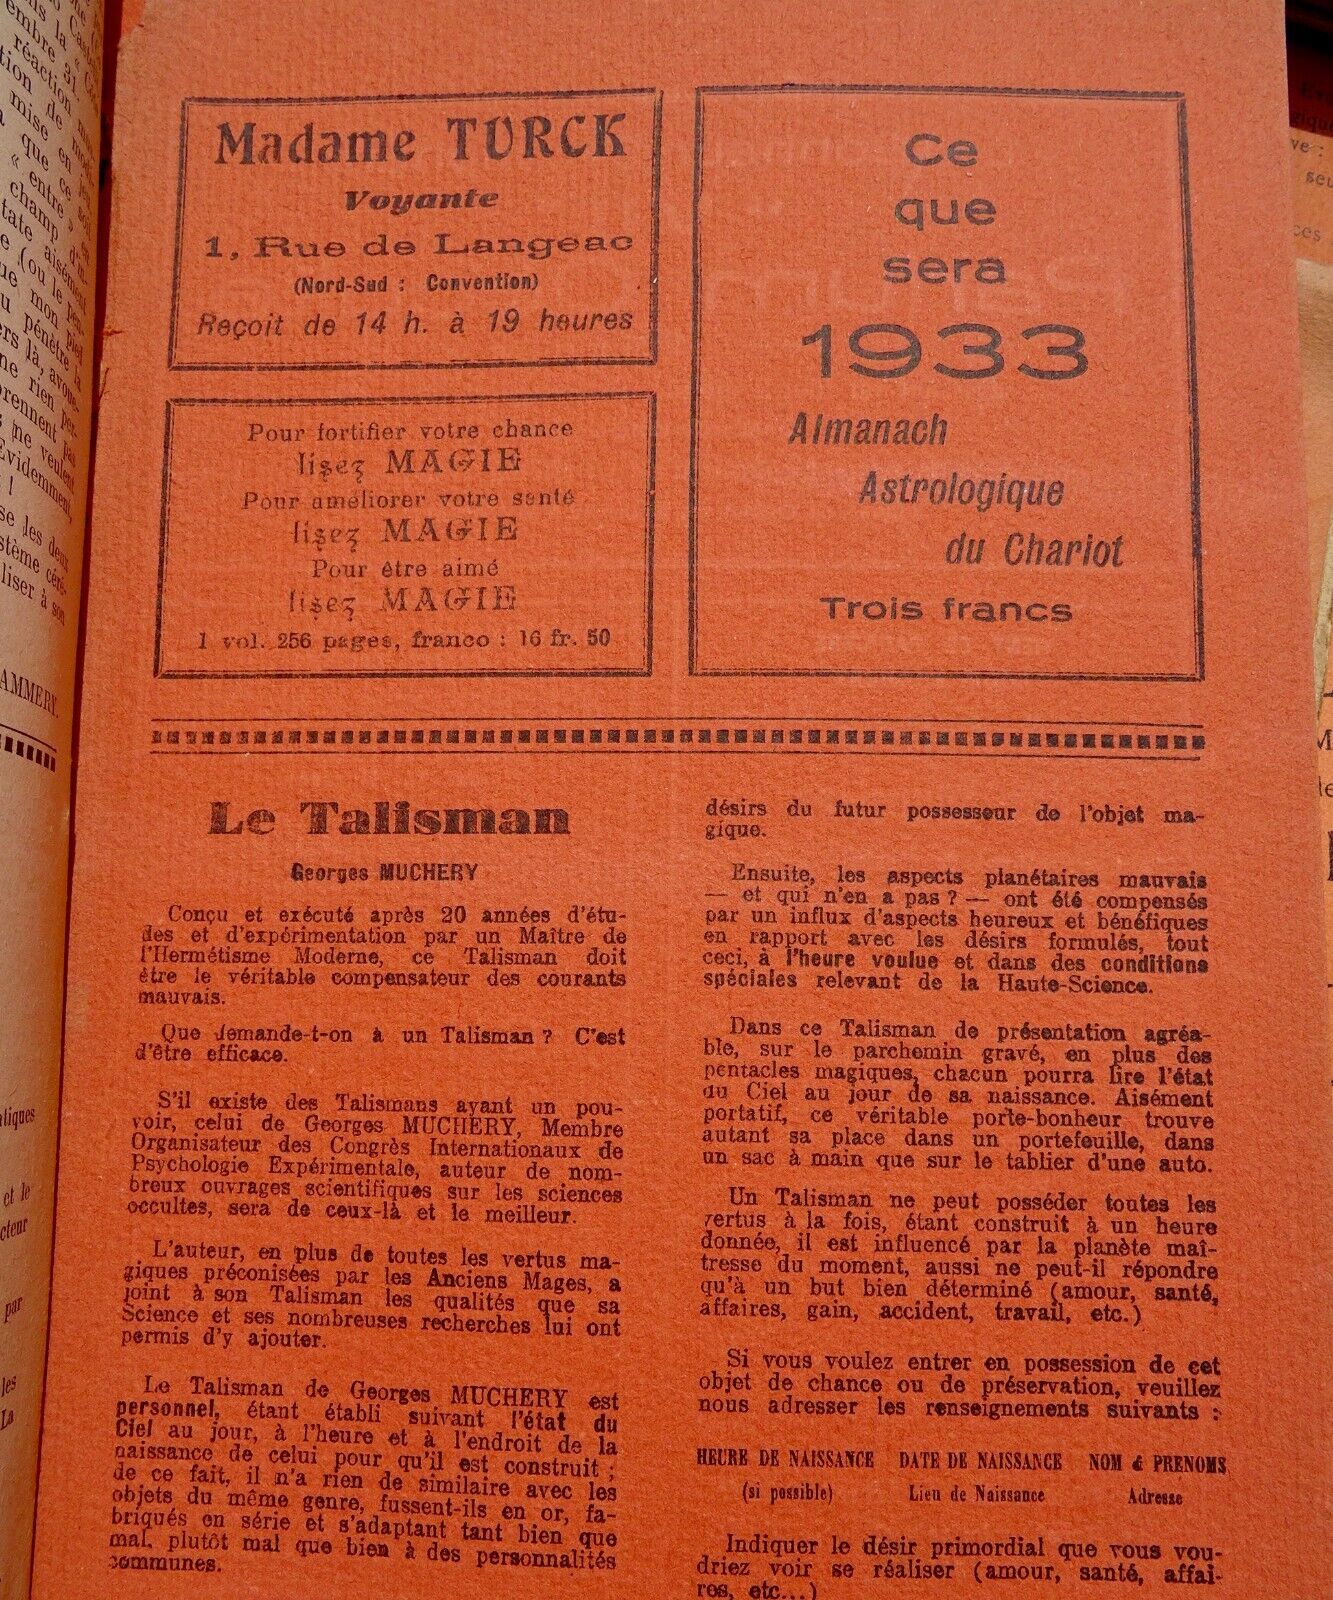 Madame TURCK
Voyante
1, Rue de Langeac
(Nord-Sud : Convention)
Reçoit de 14 h. à 19 heures
Pour fortifier votre chance
lisez MAGIE
Pour améliorer votre santé
lisez MAGIE
Pour être aimé
lisez MAGIE
1 vol. 256 pages, franco : 16 fr. 50
Ce
que
sera
1933
Almanach
Astrologique
du Chariot
Trois francs
Le Talisman
Georges MUCHERY
Conçu et exécuté après 20 années d'étu-
des et d'expérimentation par un Maître de
l'Hermétisme Moderne, ce Talisman doit
être le véritable compensateur des courants
mauvais.
Que demande-t-on à un Talisman ? C'est
d'être efficace.
S'il existe des Talismans ayant un pou-
voir, celui de Georges MUCHERY, Membre
Organisateur des Congrès Internationaux de
Psychologie Expérimentale, auteur de nom-
breux ouvrages scientifiques sur les sciences
occultes, sera de ceux-là et le meilleur.
L'auteur, en plus de toutes les vertus ma-
giques préconisées par les Anciens Mages, a
joint à son Talisman les qualités que sa
Science et ses nombreuses recherches lui ont
permis d'y ajouter.
Le Talisman de Georges MUCHERY est
personnel, étant établi suivant l'état du
Ciel au jour, à l'heure et à l'endroit de la
naissance de celui pour qu'il est construit ;
de ce fait, il n'a rien de similaire avec les
objets du même genre, fussent-ils en or, fa-
briqués en série et s'adaptant tant bien que
mal, plutôt mal que bien à des personnalités
communes.
désirs du futur possesseur de l'objet ma-
gique.
Ensuite, les aspects planétaires mauvais
— et qui n'en a pas ? — ont été compensés
par un influx d'aspects heureux et bénéfiques
en rapport avec les désirs formulés, tout
ceci, à l'heure voulue et dans des conditions
spéciales relevant de la Haute-Science.
Dans ce Talisman de présentation agréa-
ble, sur le parchemin gravé, en plus des
pentacles magiques, chacun pourra lire l'état
du Ciel au jour de sa naissance. Aisément
portatif, ce véritable porte-bonheur trouve
autant sa place dans un portefeuille, dans
un sac à main que sur le tablier d'une auto.
Un Talisman ne peut posséder toutes les
vertus à la fois, étant construit à un heure
donnée, il est influencé par la planète maî-
tresse du moment, aussi ne peut-il répondre
qu'à un but bien déterminé (amour, santé,
affaires, gain, accident, travail, etc.)
Si vous voulez entrer en possession de cet
objet de chance ou de préservation, veuillez
nous adresser les renseignements suivants :
HEURE DE NAISSANCE DATE DE NAISSANCE NOM & PRENOMS
(si possible) Lieu de Naissance Adresse
Indiquer le désir primordial que vous vou-
driez voir se réaliser (amour, santé, affai-
res, etc...)